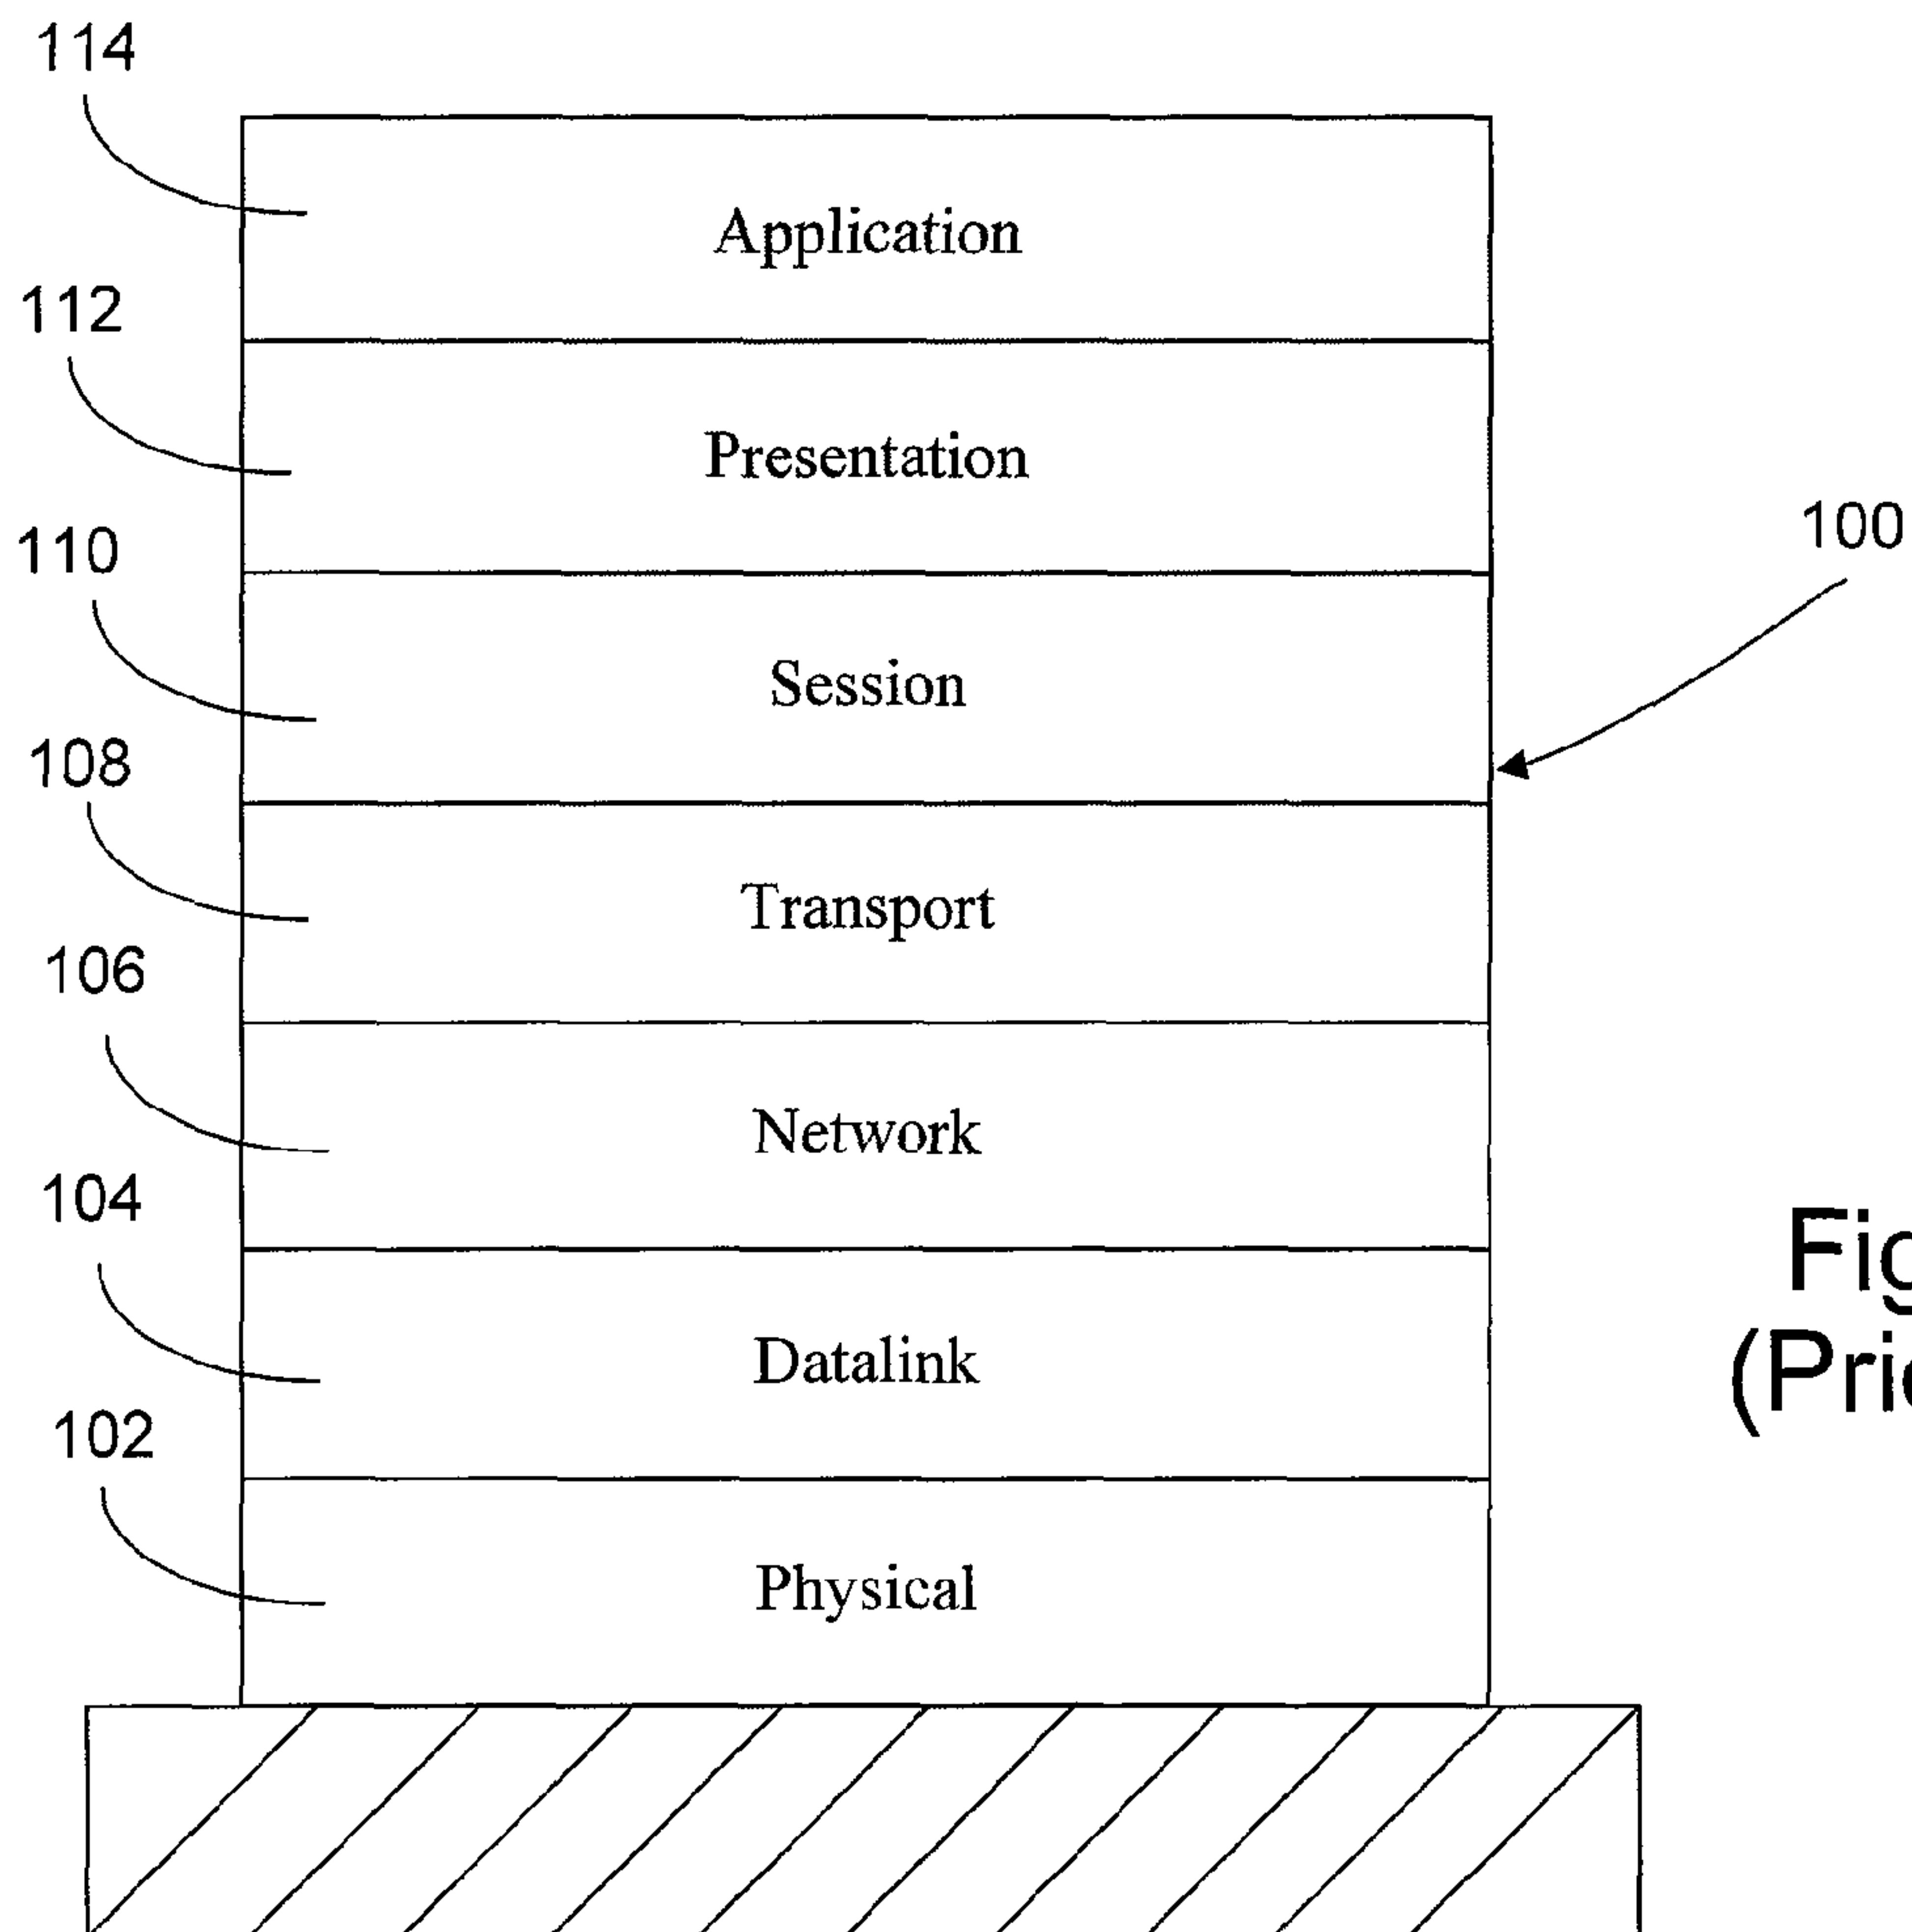 114
Application
112
Presentation
100
110
Session
108
Transport
106
Network
104
Datalink
102
Physical